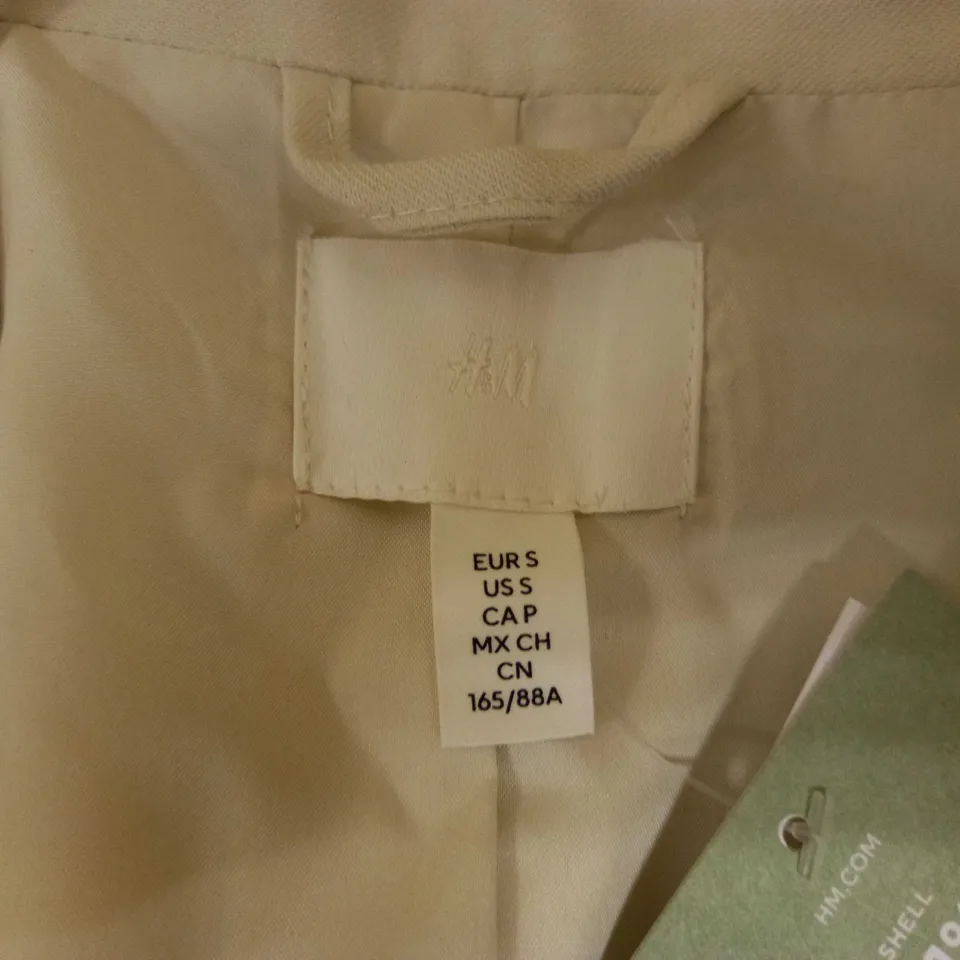 H&M
EUR S
US S
CA P
MX CH
CN
165/88A
HM.COM
SHELL